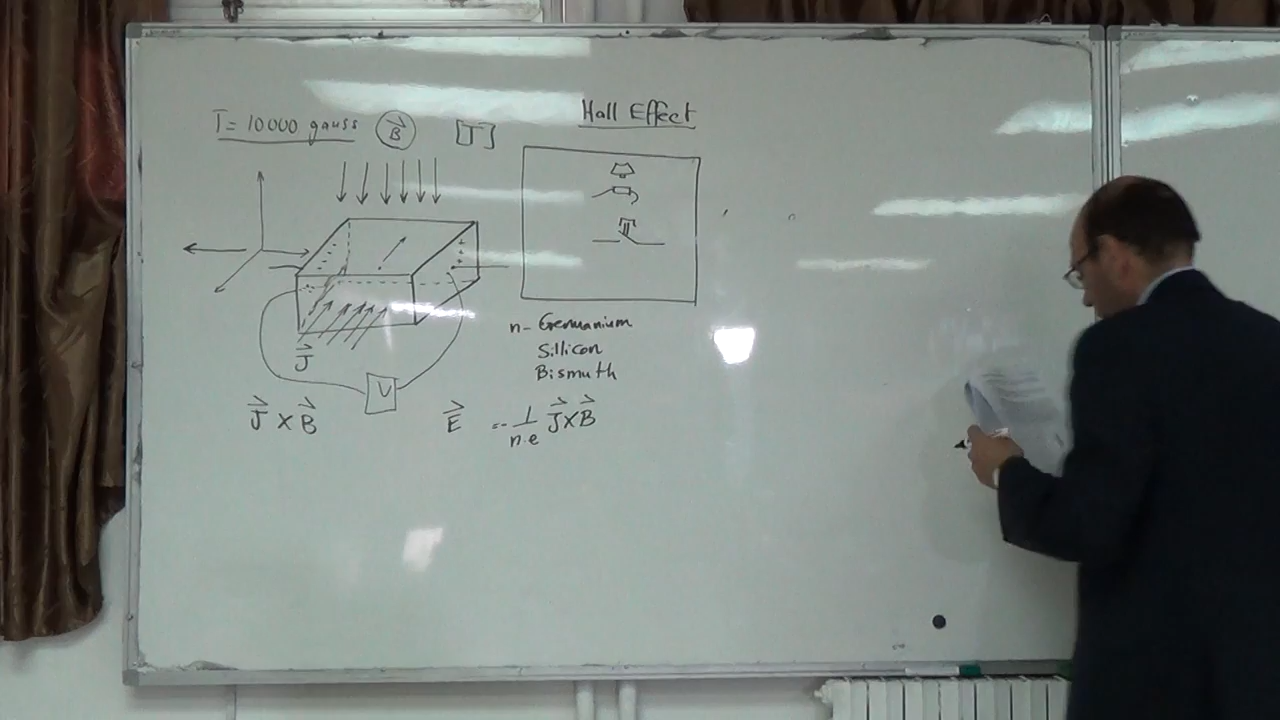 Hall Effect
T = 10000 gauss B⃗ [T]
n- Germanium
Sillicon
Bismuth
J⃗
U
J⃗ × B⃗
E⃗ = - 1/n.e J⃗×B⃗